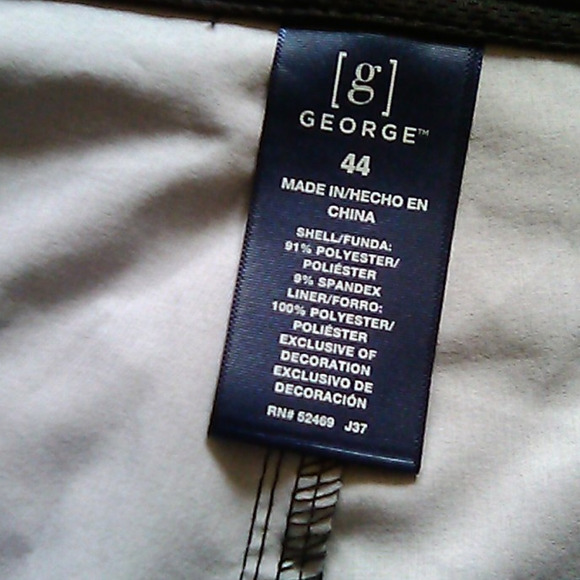 [g]
GEORGE™
44
MADE IN/HECHO EN
CHINA
SHELL/FUNDA:
91% POLYESTER/
POLIÉSTER
9% SPANDEX
LINER/FORRO:
100% POLYESTER/
POLIÉSTER
EXCLUSIVE OF
DECORATION
EXCLUSIVO DE
DECORACIÓN
RN# 52469 J37